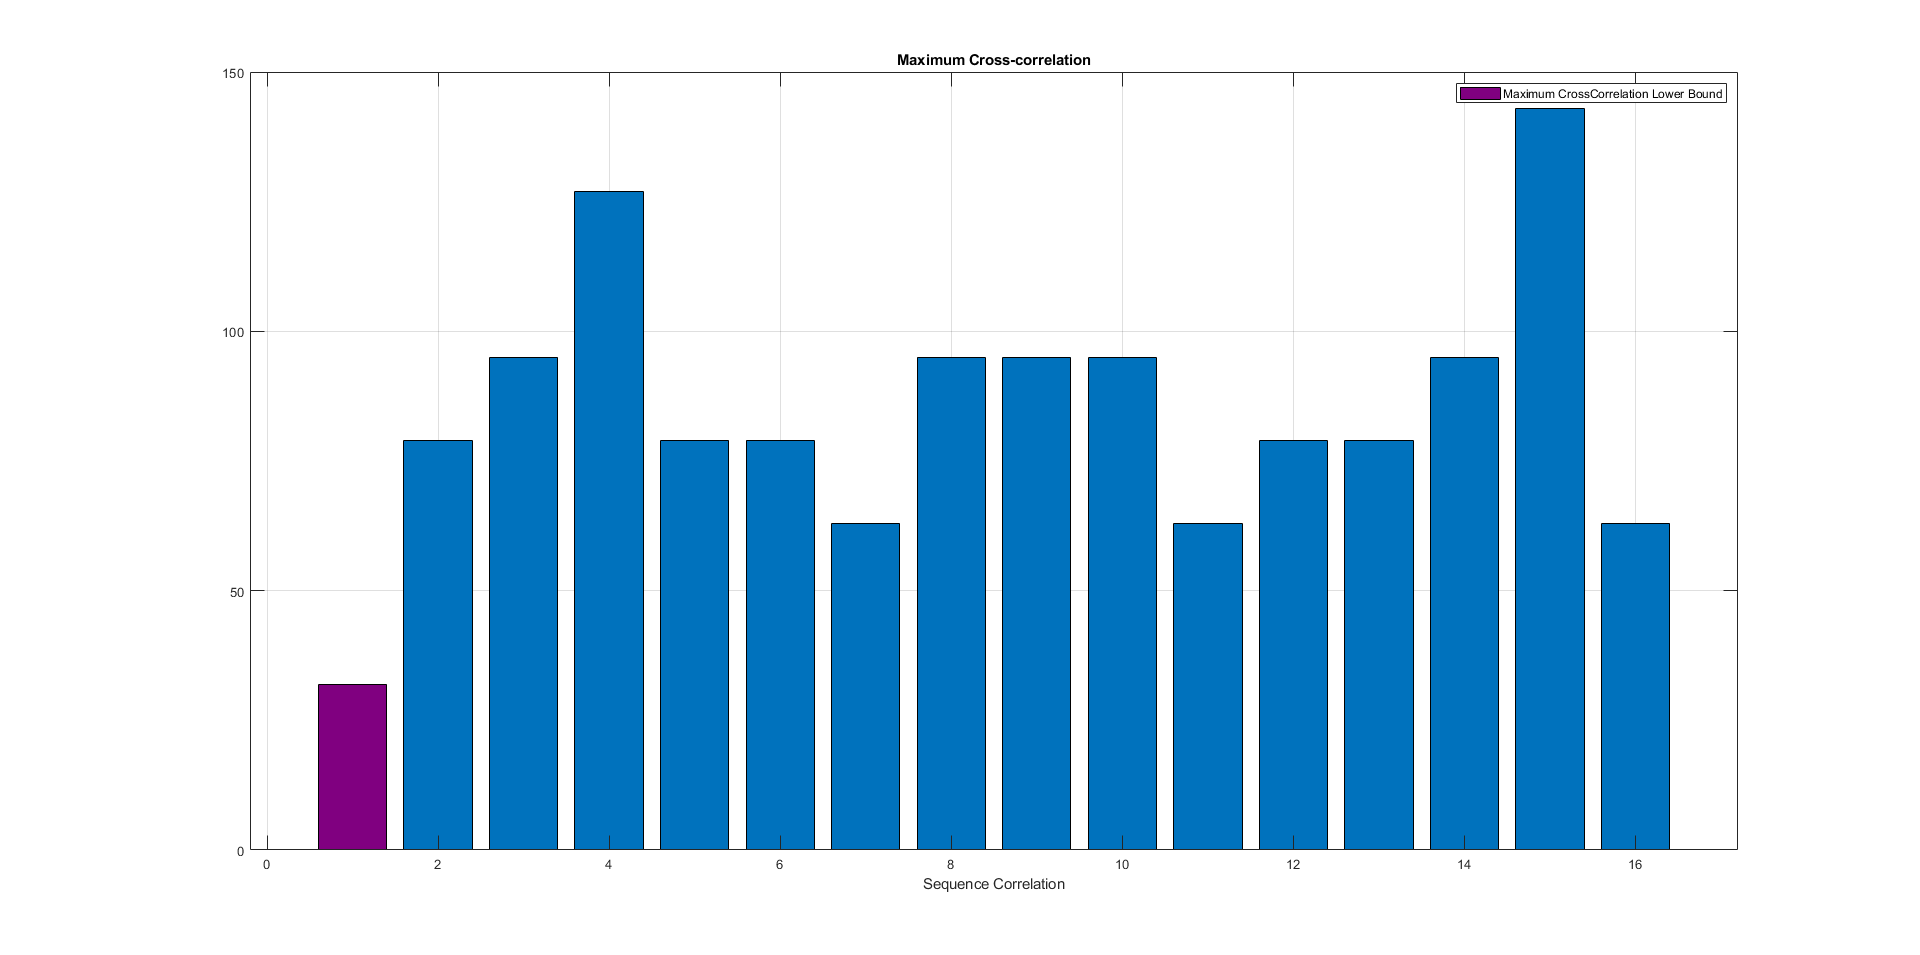 Maximum Cross-correlation
Maximum CrossCorrelation Lower Bound
150
100
50
0
0 2 4 6 8 10 12 14 16
Sequence Correlation